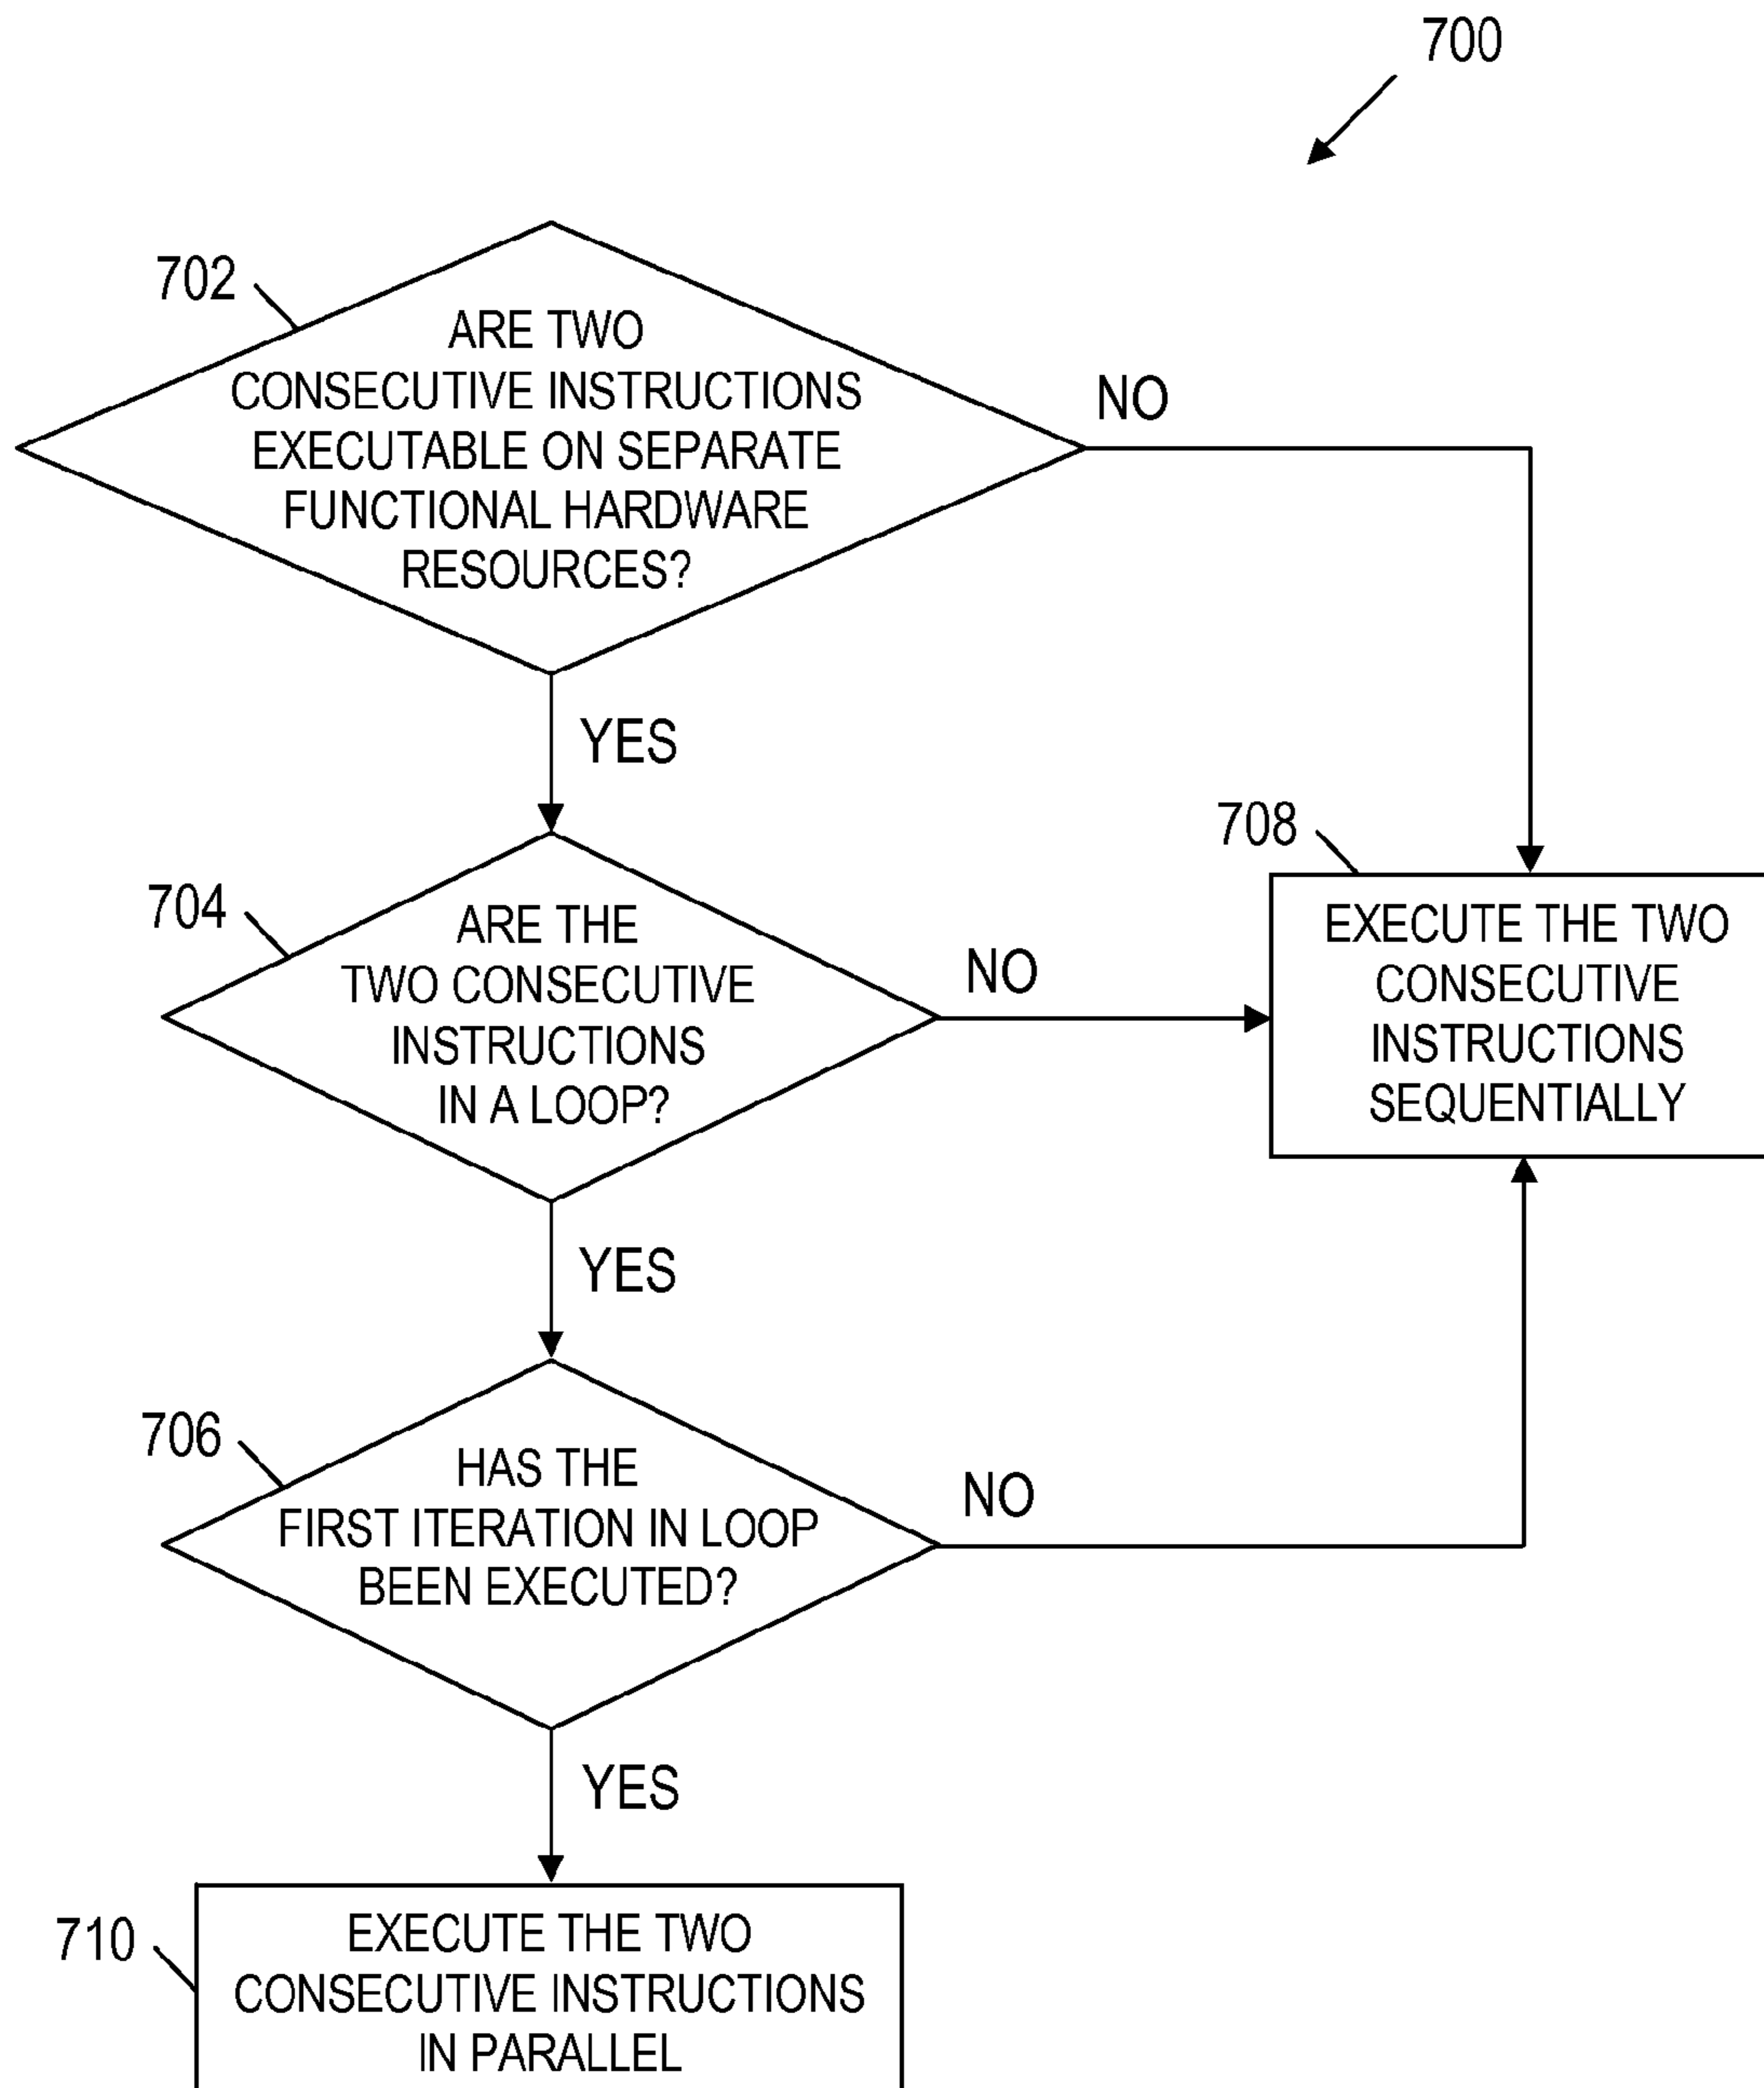 700
702
ARE TWO
CONSECUTIVE INSTRUCTIONS
EXECUTABLE ON SEPARATE
FUNCTIONAL HARDWARE
RESOURCES?
NO
YES
704
ARE THE
TWO CONSECUTIVE
INSTRUCTIONS
IN A LOOP?
NO
708
EXECUTE THE TWO
CONSECUTIVE
INSTRUCTIONS
SEQUENTIALLY
YES
706
HAS THE
FIRST ITERATION IN LOOP
BEEN EXECUTED?
NO
YES
710
EXECUTE THE TWO
CONSECUTIVE INSTRUCTIONS
IN PARALLEL